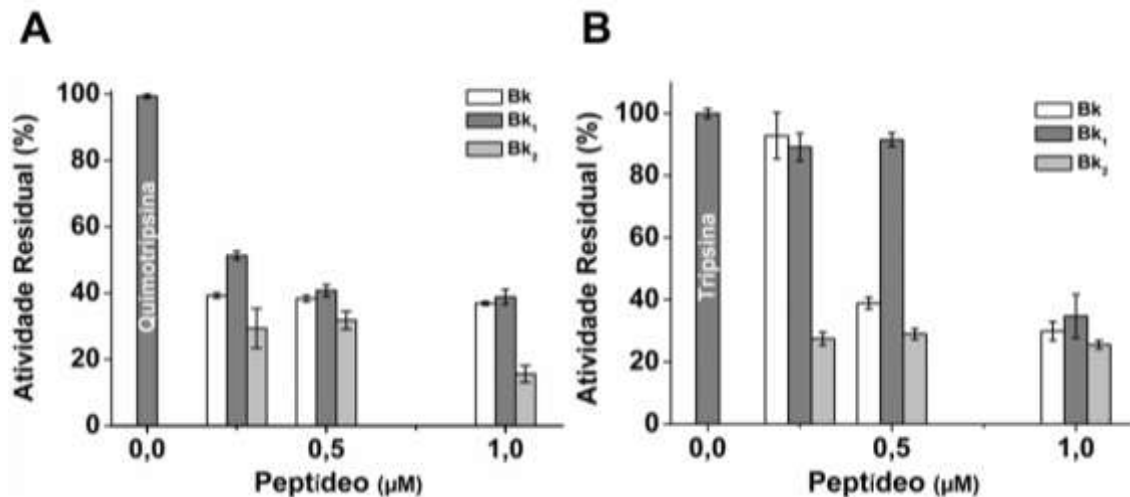 A
Atividade Residual (%)
100
80
60
40
20
0
Quimotripsina
Bk
Bk₁
Bk₂
0,0
0,5
1,0
Peptídeo (µM)
B
Atividade Residual (%)
100
80
60
40
20
0
Tripsina
Bk
Bk₁
Bk₂
0,0
0,5
1,0
Peptídeo (µM)